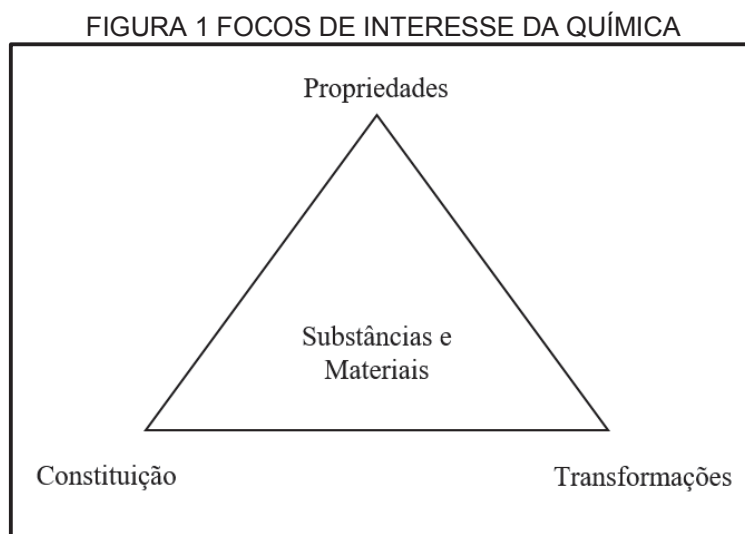 FIGURA 1 FOCOS DE INTERESSE DA QUÍMICA
Propriedades
Substâncias e
Materiais
Constituição
Transformações